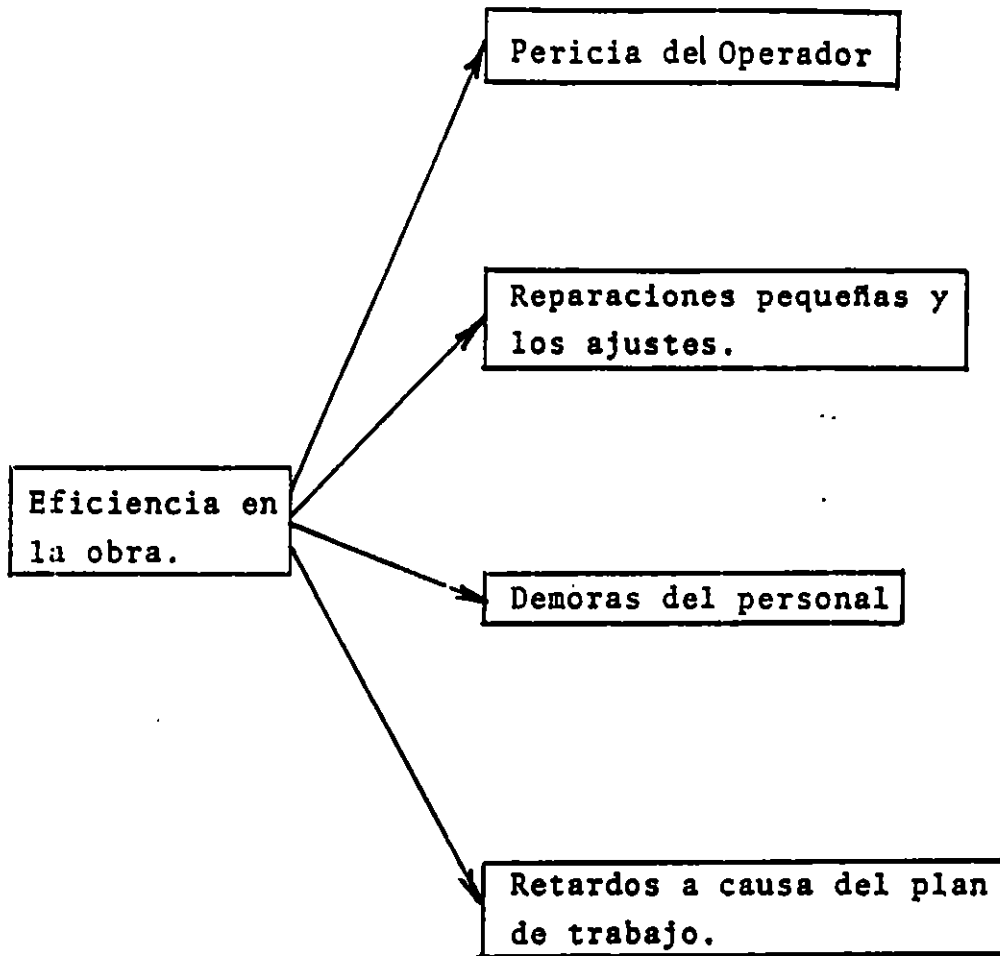 Pericia del Operador
Reparaciones pequeñas y
los ajustes.
Eficiencia en
la obra.
Demoras del personal
Retardos a causa del plan
de trabajo.